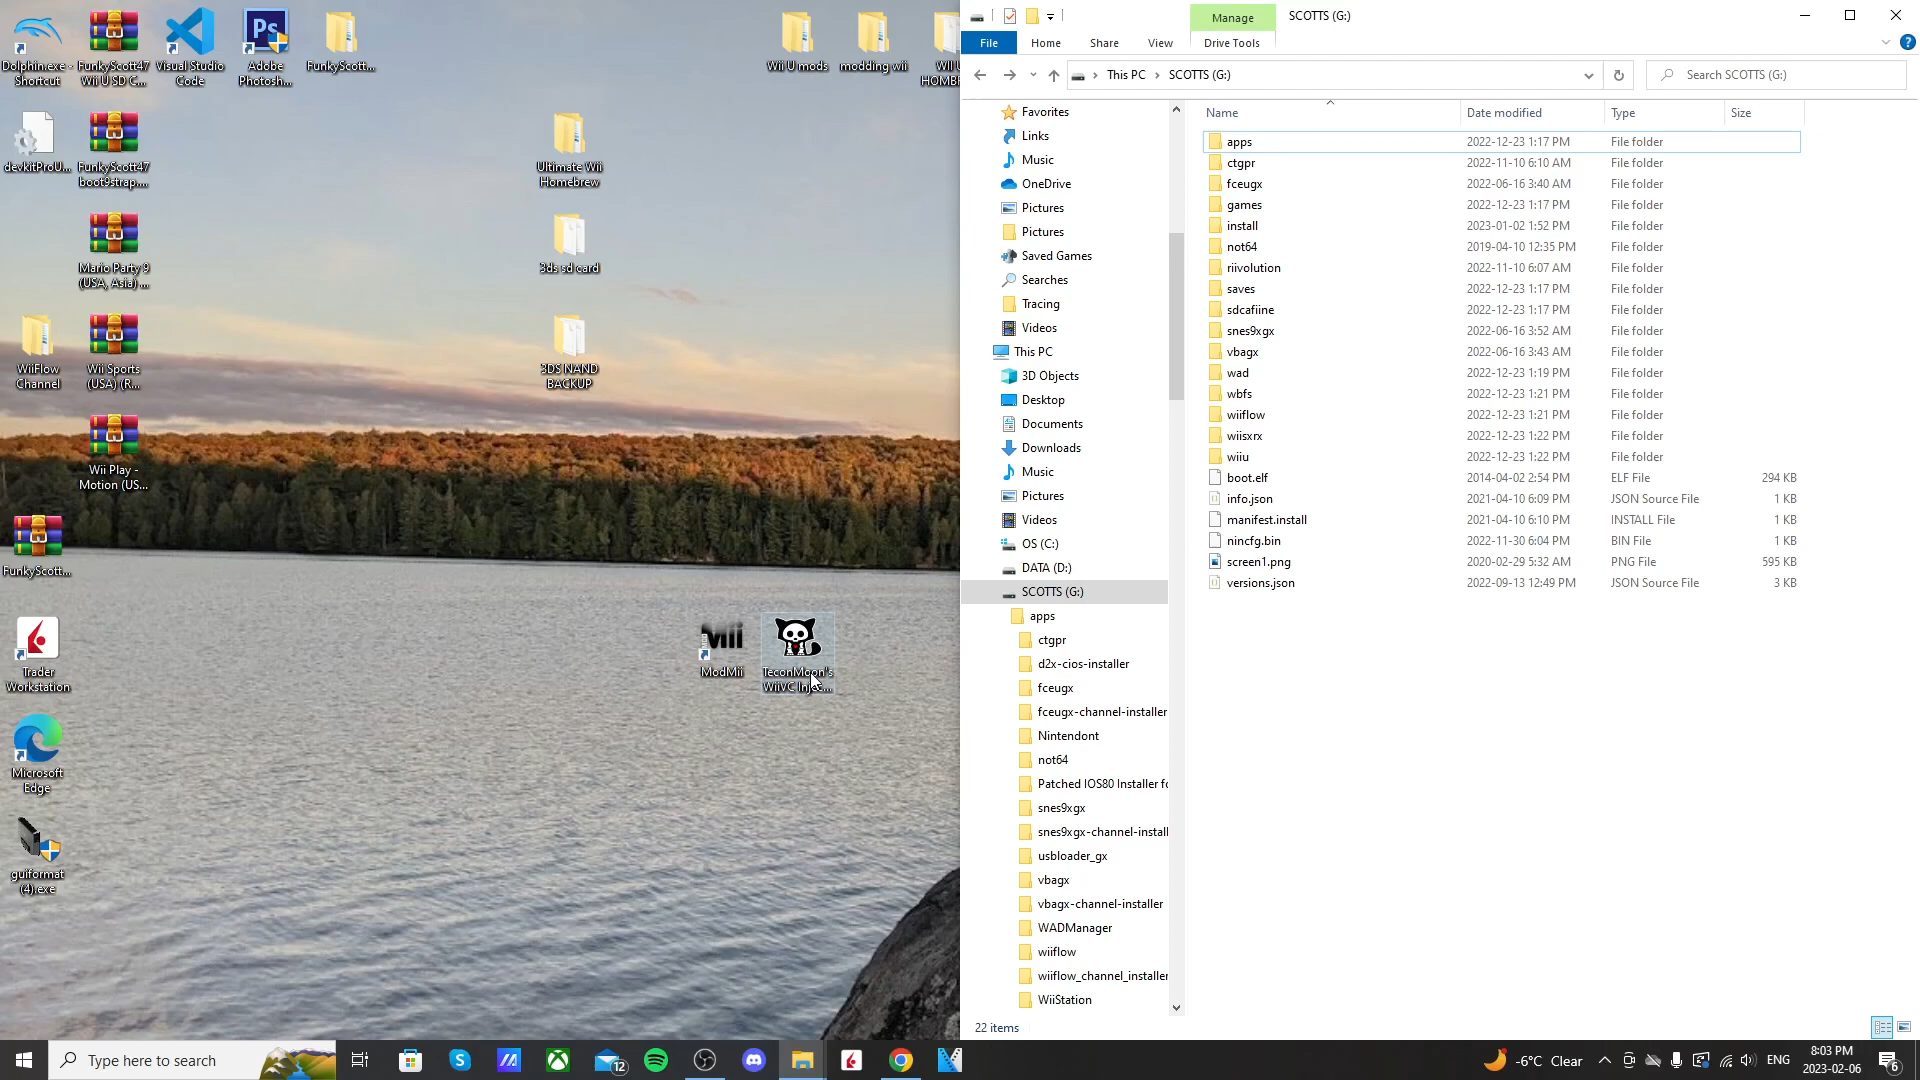 Dolphin.exe - Shortcut
FunkyScott47 Wii U SD C...
Visual Studio Code
Adobe Photosh...
FunkyScott...
Wii U mods
modding wii
WII U HOMEB
devkitProU...
FunkyScott47 boot9strap....
Ultimate Wii Homebrew
Mario Party 9 (USA, Asia) ...
3ds sd card
WiiFlow Channel
Wii Sports (USA) (R...
3DS NAND BACKUP
Wii Play - Motion (US...
FunkyScott...
Trader Workstation
ModMii
TeconMoon's WiiVC Injec...
Microsoft Edge
guiformat (4).exe
Manage
SCOTTS (G:)
File
Home
Share
View
Drive Tools
This PC
SCOTTS (G:)
Search SCOTTS (G:)
Favorites
Links
Music
OneDrive
Pictures
Pictures
Saved Games
Searches
Tracing
Videos
This PC
3D Objects
Desktop
Documents
Downloads
Music
Pictures
Videos
OS (C:)
DATA (D:)
SCOTTS (G:)
apps
ctgpr
d2x-cios-installer
fceugx
fceugx-channel-installer
Nintendont
not64
Patched IOS80 Installer fo
snes9xgx
snes9xgx-channel-install
usbloader_gx
vbagx
vbagx-channel-installer
WADManager
wiiflow
wiiflow_channel_installer
WiiStation
Name Date modified Type Size
apps 2022-12-23 1:17 PM File folder
ctgpr 2022-11-10 6:10 AM File folder
fceugx 2022-06-16 3:40 AM File folder
games 2022-12-23 1:17 PM File folder
install 2023-01-02 1:52 PM File folder
not64 2019-04-10 12:35 PM File folder
riivolution 2022-11-10 6:07 AM File folder
saves 2022-12-23 1:17 PM File folder
sdcafiine 2022-12-23 1:17 PM File folder
snes9xgx 2022-06-16 3:52 AM File folder
vbagx 2022-06-16 3:43 AM File folder
wad 2022-12-23 1:19 PM File folder
wbfs 2022-12-23 1:21 PM File folder
wiiflow 2022-12-23 1:21 PM File folder
wiisxrx 2022-12-23 1:22 PM File folder
wiiu 2022-12-23 1:22 PM File folder
boot.elf 2014-04-02 2:54 PM ELF File 294 KB
info.json 2021-04-10 6:09 PM JSON Source File 1 KB
manifest.install 2021-04-10 6:10 PM INSTALL File 1 KB
nincfg.bin 2022-11-30 6:04 PM BIN File 1 KB
screen1.png 2020-02-29 5:32 AM PNG File 595 KB
versions.json 2022-09-13 12:49 PM JSON Source File 3 KB
22 items
Type here to search
12
-6°C Clear
ENG
8:03 PM
2023-02-06
6